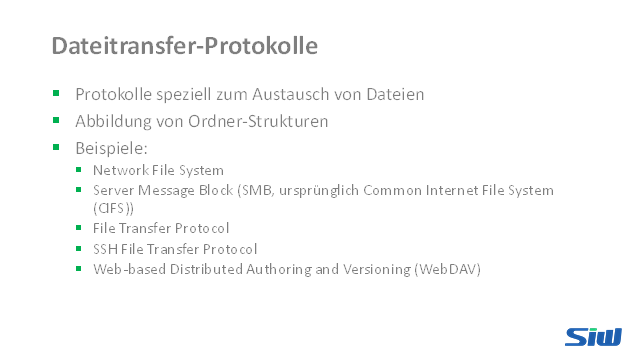 Dateitransfer-Protokolle
Protokolle speziell zum Austausch von Dateien
Abbildung von Ordner-Strukturen
Beispiele:
Network File System
Server Message Block (SMB, ursprünglich Common Internet File System
(CIFS))
File Transfer Protocol
SSH File Transfer Protocol
Web-based Distributed Authoring and Versioning (WebDAV)
SiW